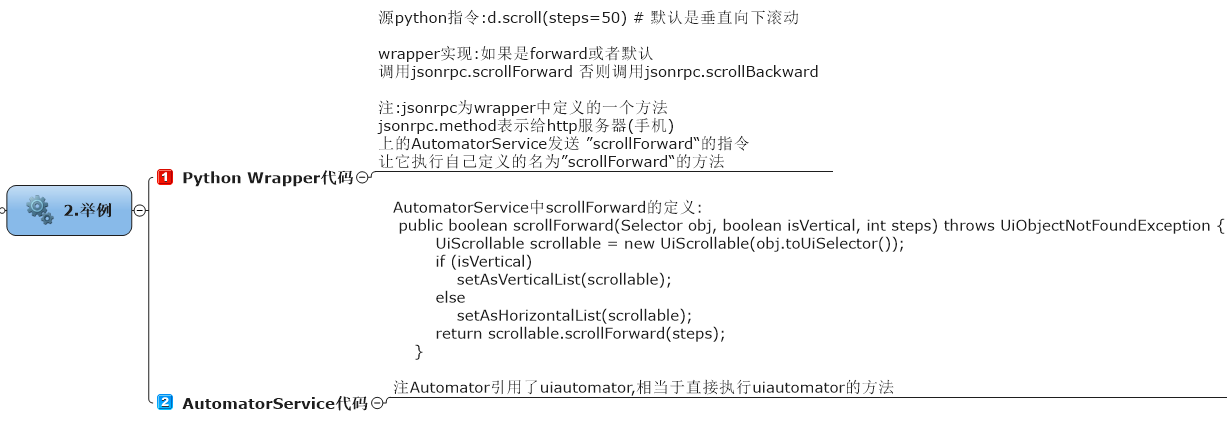 源python指令:d.scroll(steps=50) # 默认是垂直向下滚动
wrapper实现:如果是forward或者默认
调用jsonrpc.scrollForward 否则调用jsonrpc.scrollBackward
注:jsonrpc为wrapper中定义的一个方法
jsonrpc.method表示给http服务器(手机)
上的AutomatorService发送 ”scrollForward“的指令
让它执行自己定义的名为”scrollForward“的方法
1 Python Wrapper代码
2.举例
AutomatorService中scrollForward的定义:
public boolean scrollForward(Selector obj, boolean isVertical, int steps) throws UiObjectNotFoundException {
UiScrollable scrollable = new UiScrollable(obj.toUiSelector());
if (isVertical)
setAsVerticalList(scrollable);
else
setAsHorizontalList(scrollable);
return scrollable.scrollForward(steps);
}
注Automator引用了uiautomator,相当于直接执行uiautomator的方法
2 AutomatorService代码